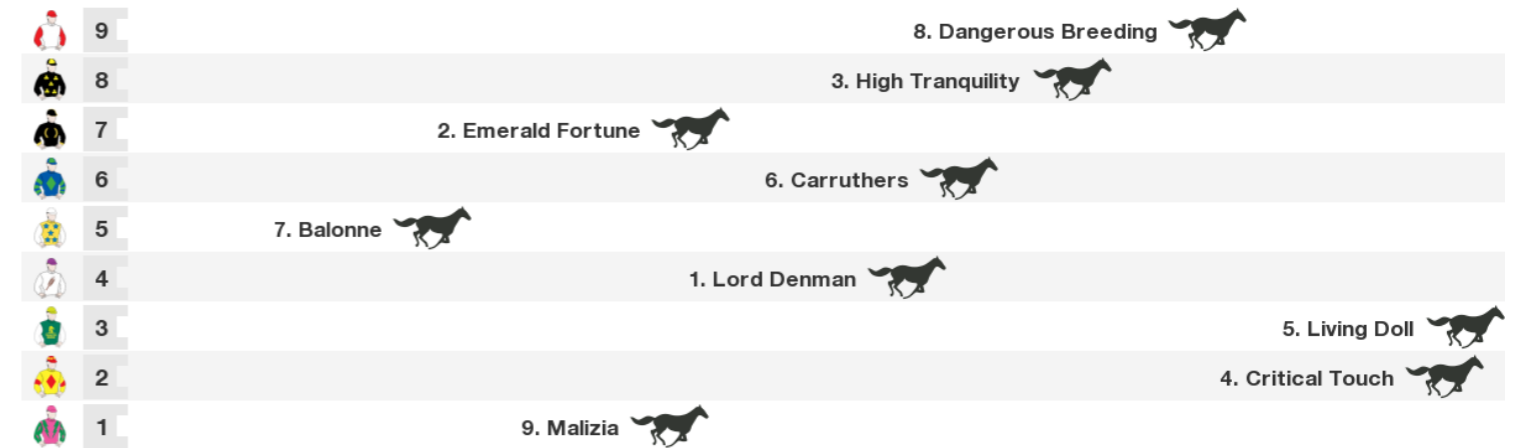 9 8. Dangerous Breeding
8 3. High Tranquility
7 2. Emerald Fortune
6 6. Carruthers
5 7. Balonne
4 1. Lord Denman
3 5. Living Doll
2 4. Critical Touch
1 9. Malizia